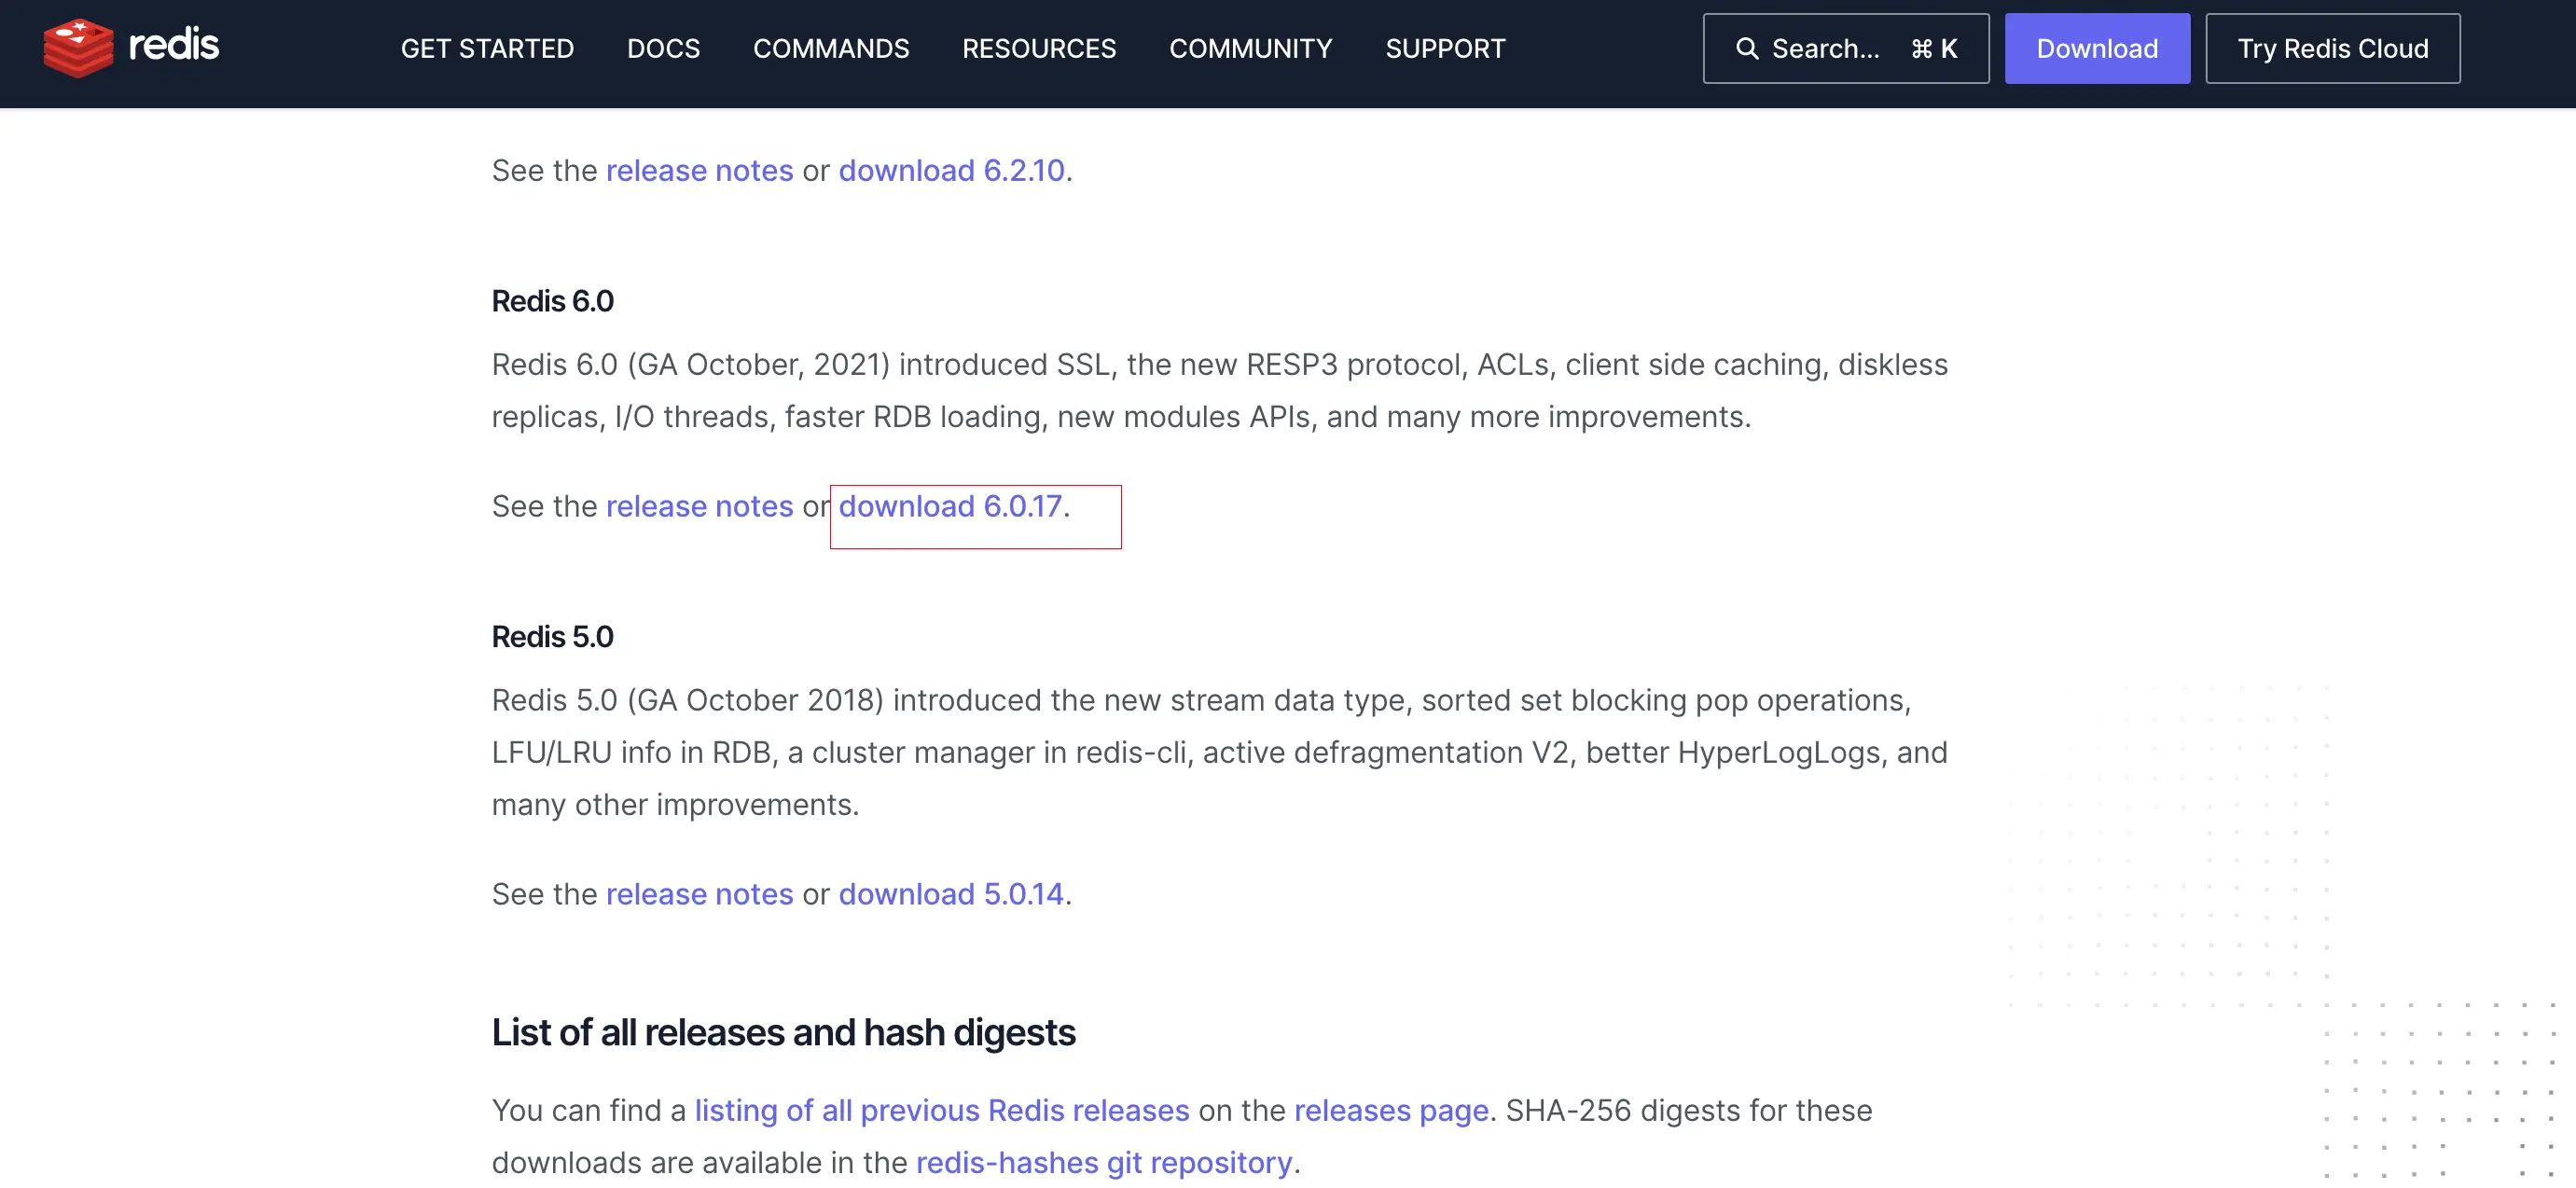 redis GET STARTED DOCS COMMANDS RESOURCES COMMUNITY SUPPORT Search... ⌘ K Download Try Redis Cloud
See the release notes or download 6.2.10.
Redis 6.0
Redis 6.0 (GA October, 2021) introduced SSL, the new RESP3 protocol, ACLs, client side caching, diskless
replicas, I/O threads, faster RDB loading, new modules APIs, and many more improvements.
See the release notes or download 6.0.17.
Redis 5.0
Redis 5.0 (GA October 2018) introduced the new stream data type, sorted set blocking pop operations,
LFU/LRU info in RDB, a cluster manager in redis-cli, active defragmentation V2, better HyperLogLogs, and
many other improvements.
See the release notes or download 5.0.14.
List of all releases and hash digests
You can find a listing of all previous Redis releases on the releases page. SHA-256 digests for these
downloads are available in the redis-hashes git repository.